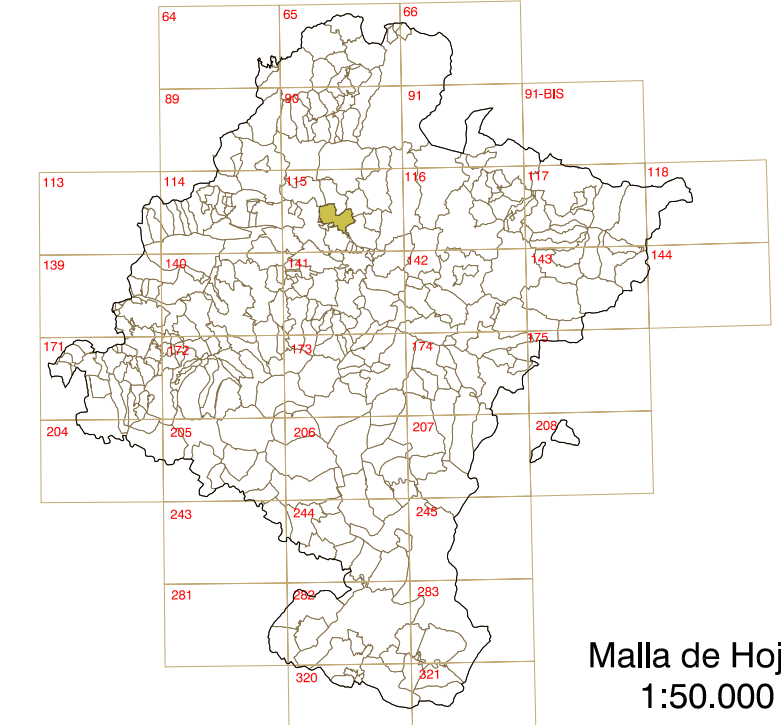 64 65 66
89 90 91 91-BIS
113 114 115 116 117 118
139 140 141 142 143 144
171 172 173 174 175
204 205 206 207 208
243 244 245
281 282 283
320 321
Malla de Hoj
1:50.000